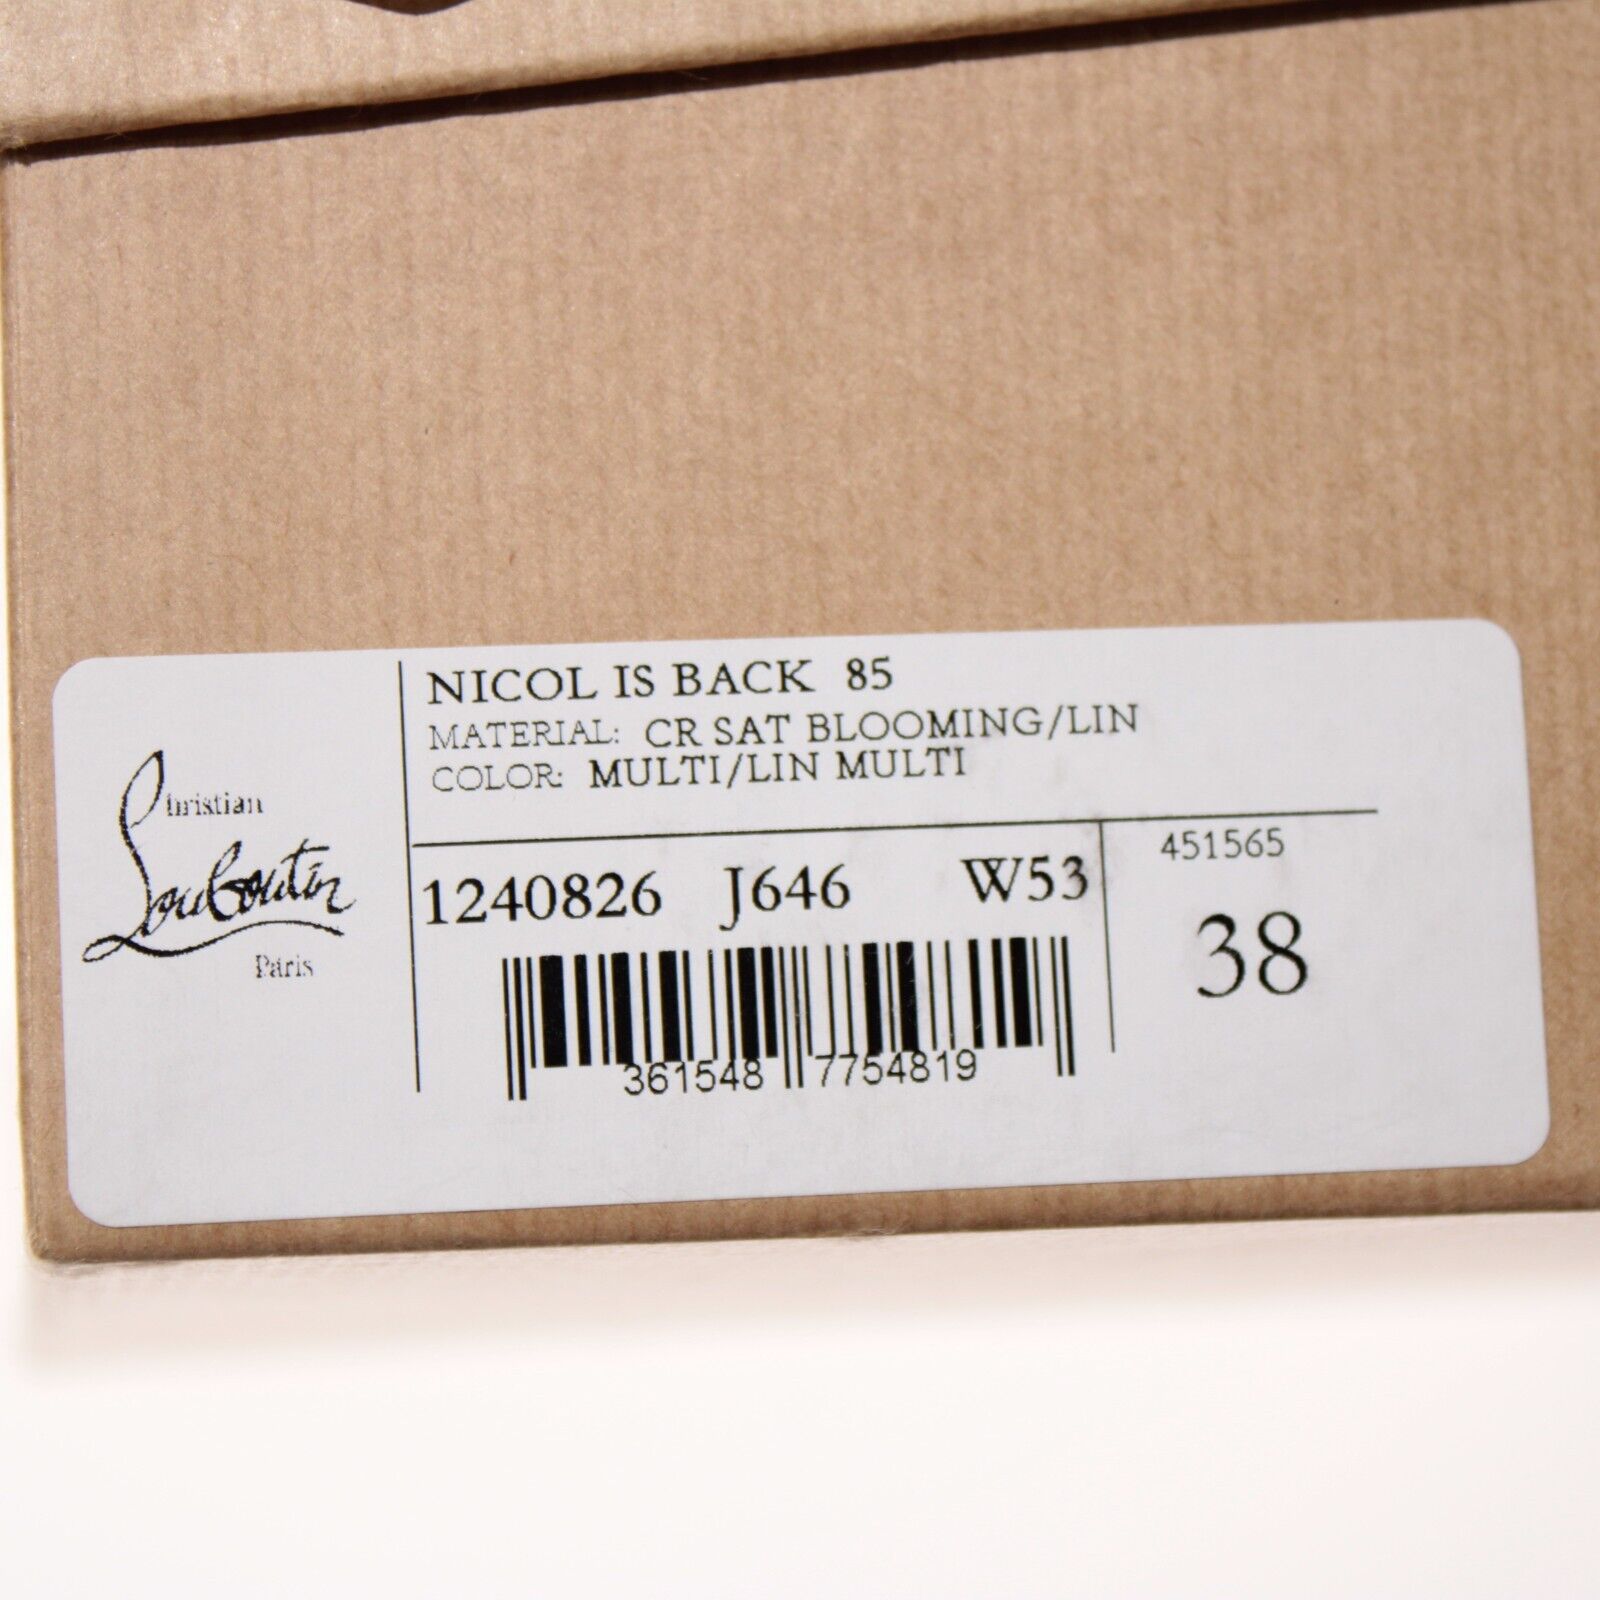 Christian
Louboutin
Paris
NICOL IS BACK 85
MATERIAL: CR SAT BLOOMING/LIN
COLOR: MULTI/LIN MULTI
1240826 J646 W53
361548 7754819
451565
38